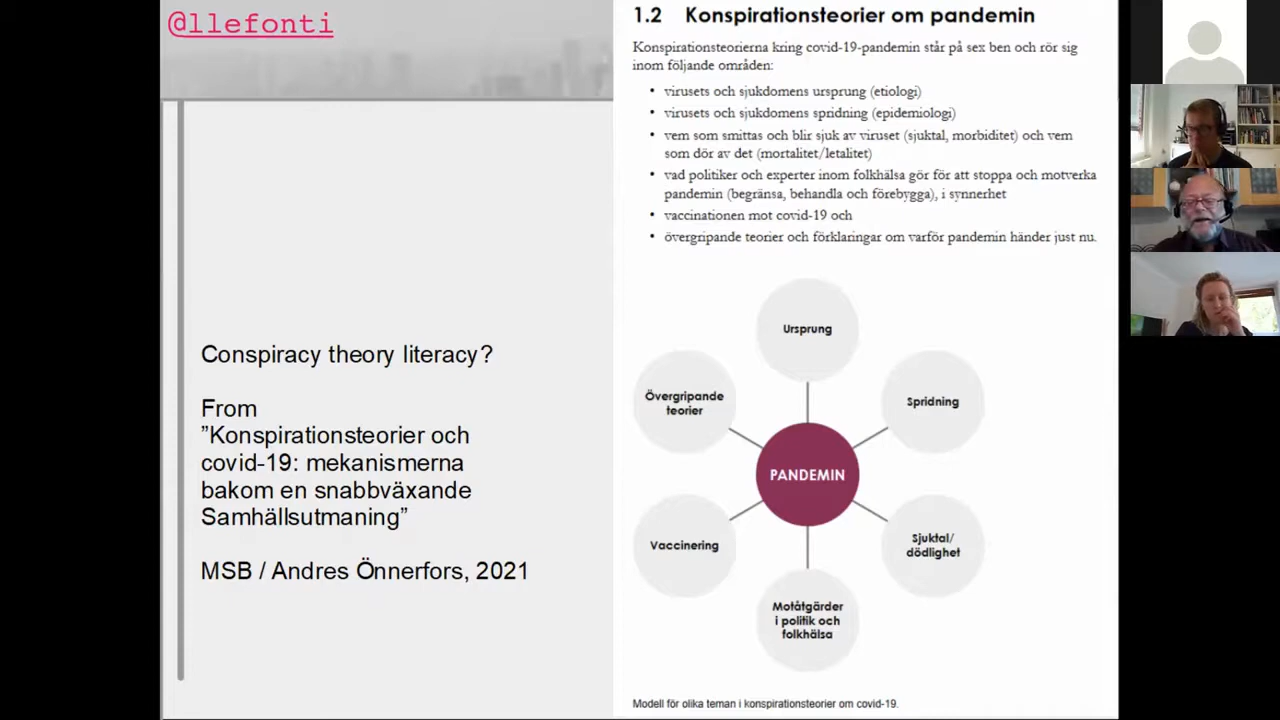 @llefonti
Conspiracy theory literacy?
From
”Konspirationsteorier och
covid-19: mekanismerna
bakom en snabbväxande
Samhällsutmaning”
MSB / Andres Önnerfors, 2021
1.2 Konspirationsteorier om pandemin
Konspirationsteorierna kring covid-19-pandemin står på sex ben och rör sig
inom följande områden:
• virusets och sjukdomens ursprung (etiologi)
• virusets och sjukdomens spridning (epidemiologi)
• vem som smittas och blir sjuk av viruset (sjuktal, morbiditet) och vem
som dör av det (mortalitet/letalitet)
• vad politiker och experter inom folkhälsa gör för att stoppa och motverka
pandemin (begränsa, behandla och förebygga), i synnerhet
• vaccinationen mot covid-19 och
• övergripande teorier och förklaringar om varför pandemin händer just nu.
Ursprung
Övergripande
teorier
Spridning
PANDEMIN
Vaccinering
Sjuktal/
dödlighet
Motåtgärder
i politik och
folkhälsa
Modell för olika teman i konspirationsteorier om covid-19.